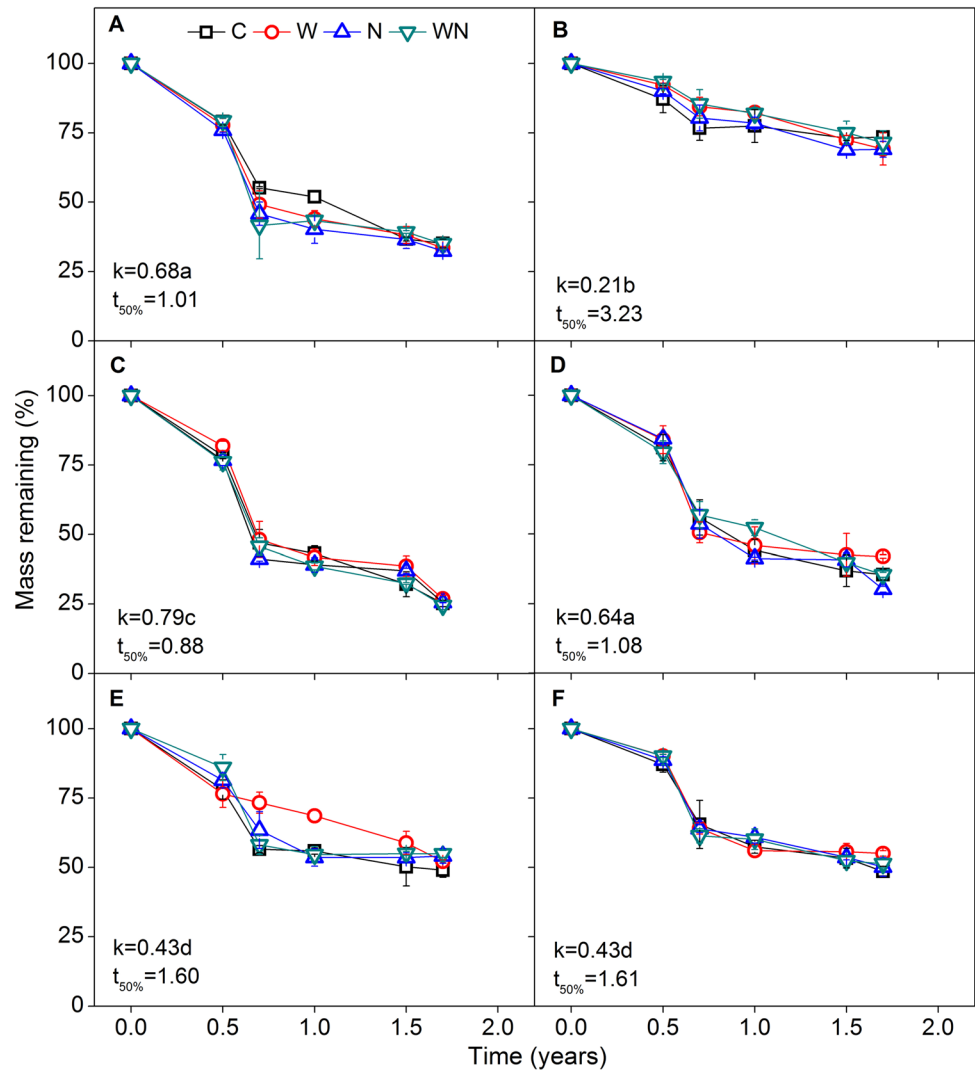 A
C W N WN
100
75
50
25
0
k=0.68a
t50%=1.01
B
k=0.21b
t50%=3.23
C
100
75
50
25
0
k=0.79c
t50%=0.88
D
k=0.64a
t50%=1.08
E
100
75
50
25
0
k=0.43d
t50%=1.60
F
k=0.43d
t50%=1.61
Mass remaining (%)
0.0 0.5 1.0 1.5 2.0 0.0 0.5 1.0 1.5 2.0
Time (years)